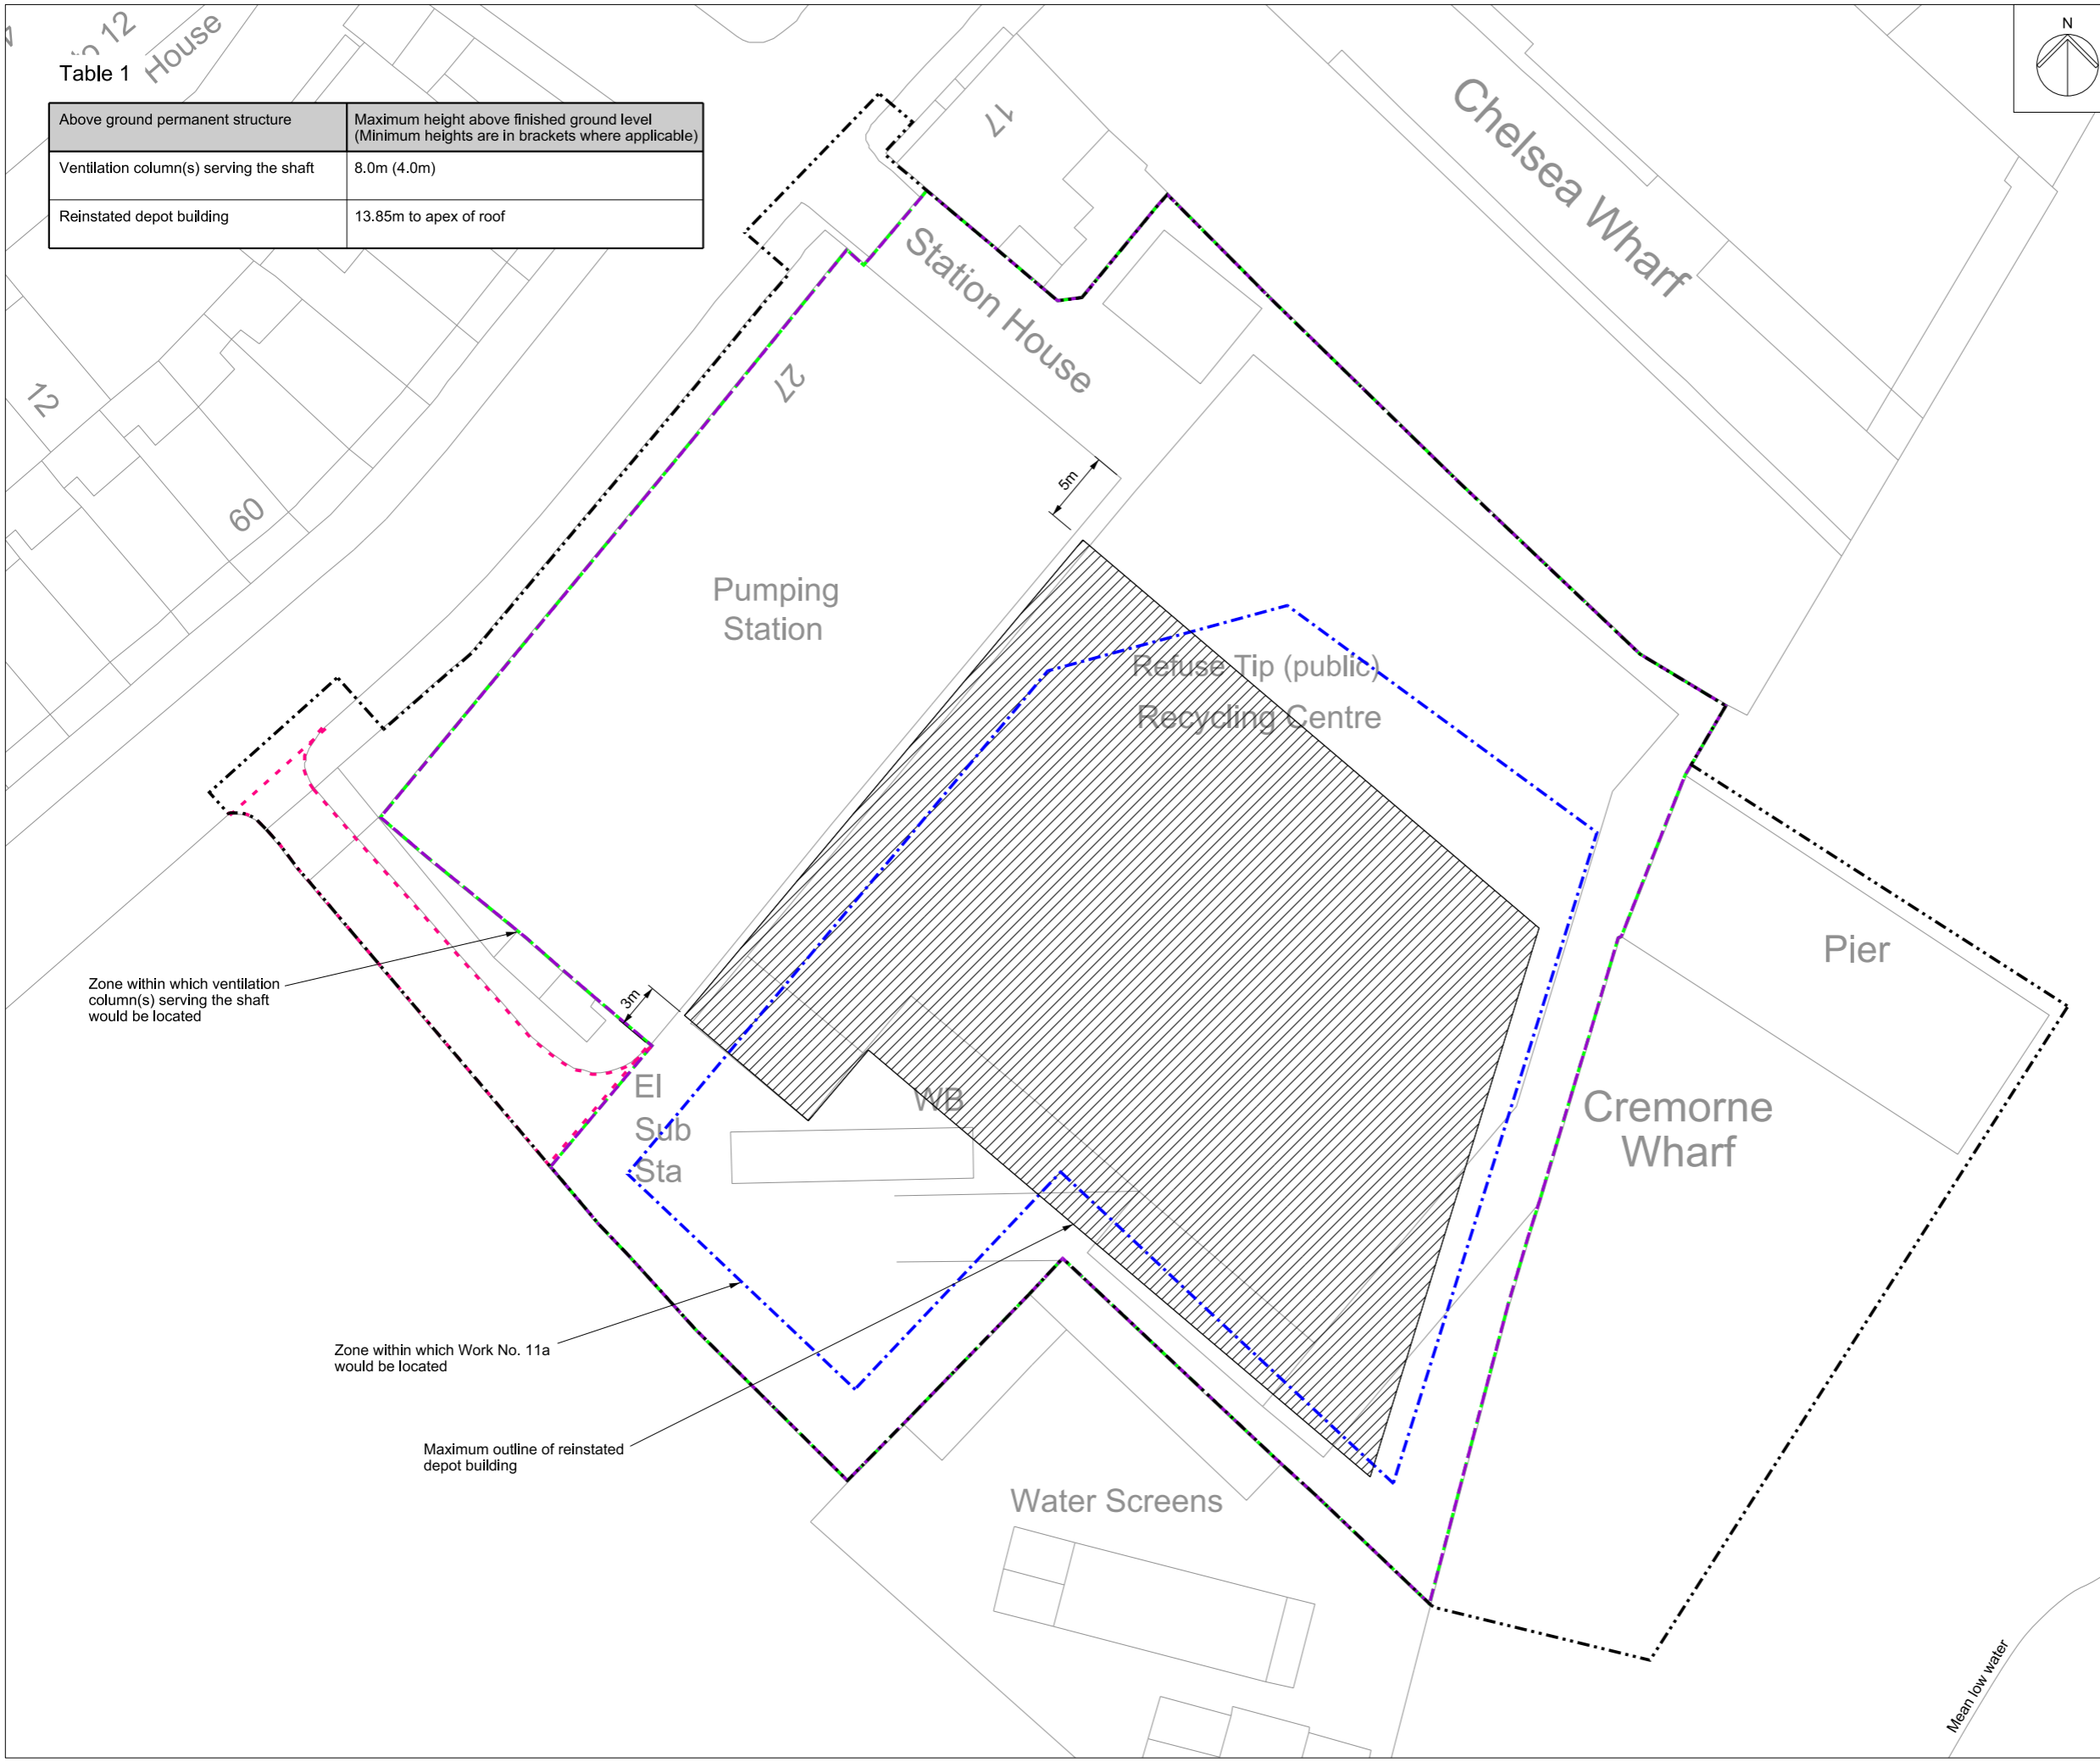 to 12
House
N
Table 1
Above ground permanent structure
Maximum height above finished ground level
(Minimum heights are in brackets where applicable)
Ventilation column(s) serving the shaft
8.0m (4.0m)
Reinstated depot building
13.85m to apex of roof
17
Chelsea Wharf
Station House
27
12
60
5m
Pumping
Station
Refuse Tip (public)
Recycling Centre
Pier
Zone within which ventilation
column(s) serving the shaft
would be located
3m
El
Sub
Sta
WB
Cremorne
Wharf
Zone within which Work No. 11a
would be located
Maximum outline of reinstated
depot building
Water Screens
Mean low water